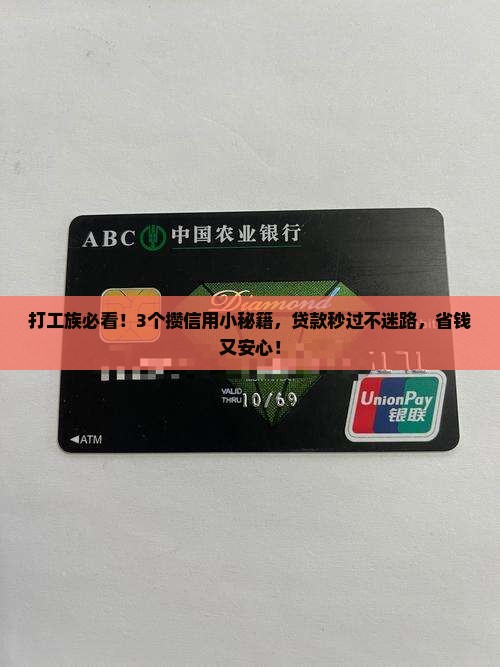 ABC 中国农业银行
Diamond
打工族必看！3个攒信用小秘籍，贷款秒过不迷路，省钱
又安心！
VALID
THRU 10/69
UnionPay
银联
◀ATM